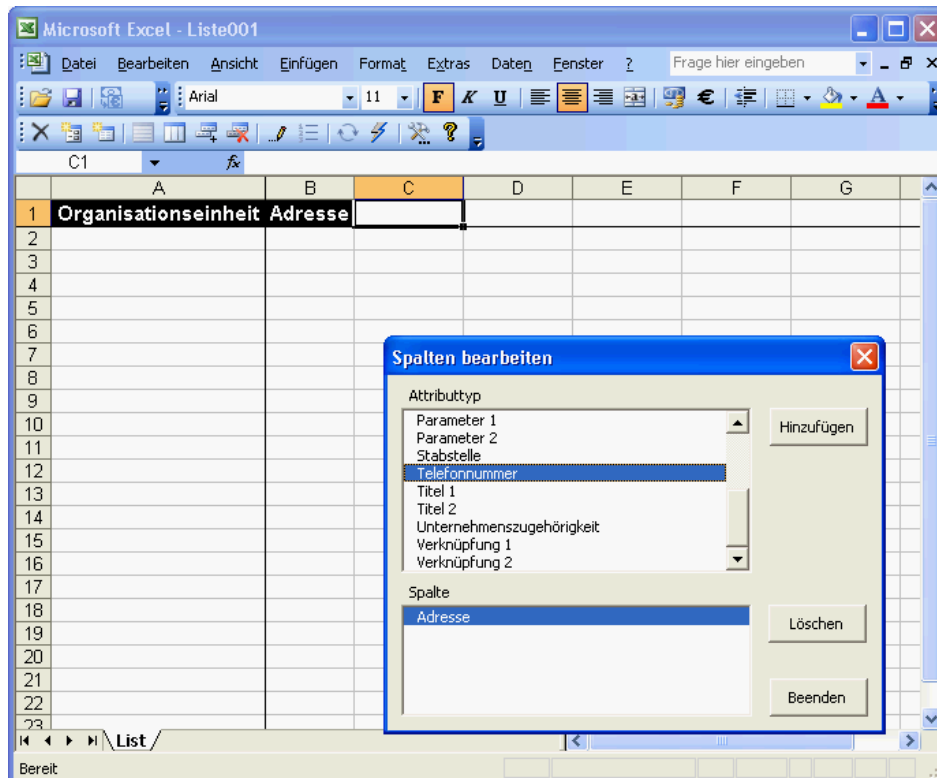 Microsoft Excel - Liste001
Datei Bearbeiten Ansicht Einfügen Format Extras Daten Fenster ? Frage hier eingeben
Arial 11 F K U €
C1 fx
A B C D E F G
1 Organisationseinheit Adresse
2
3
4
5
6
7
8
9
10
11
12
13
14
15
16
17
18
19
20
21
22
23
Spalten bearbeiten
Attributtyp
Parameter 1
Parameter 2
Stabstelle
Telefonnummer
Titel 1
Titel 2
Unternehmenszugehörigkeit
Verknüpfung 1
Verknüpfung 2
Hinzufügen
Spalte
Adresse
Löschen
Beenden
List
Bereit